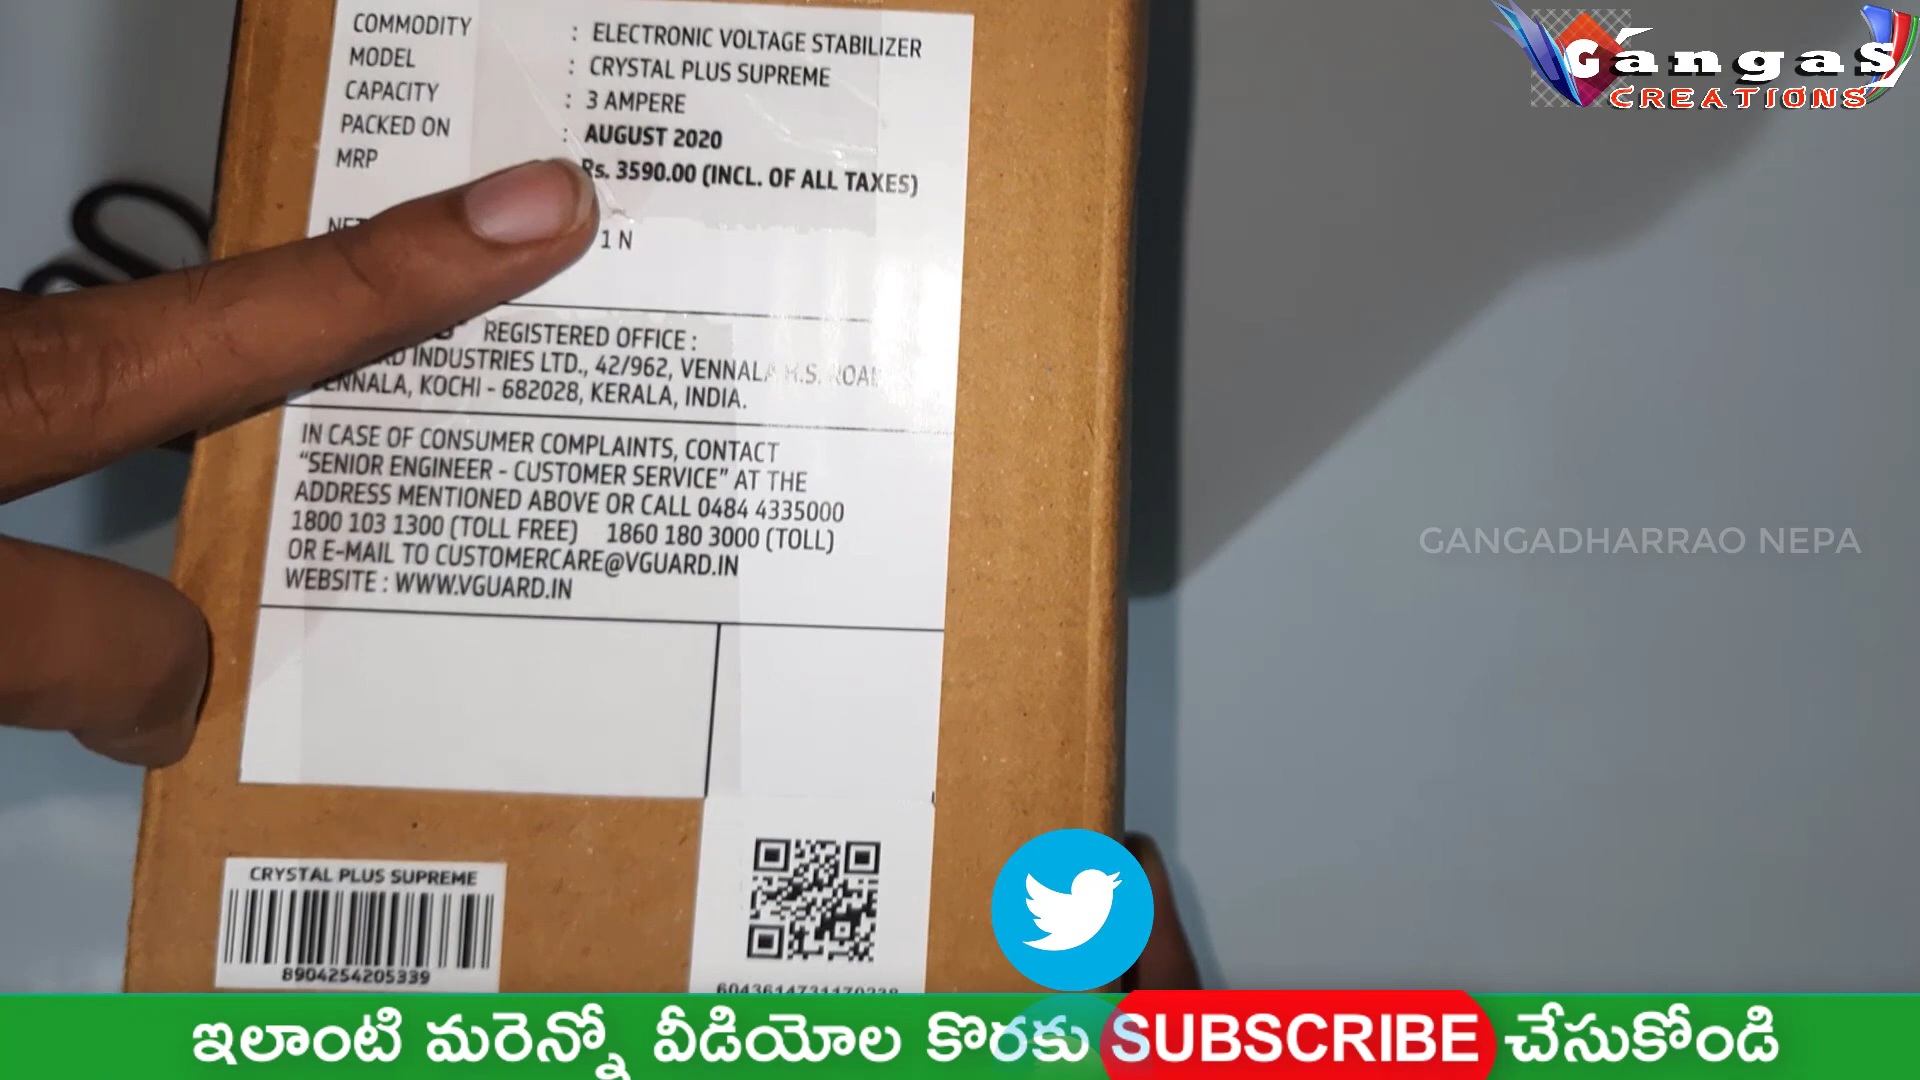 COMMODITY : ELECTRONIC VOLTAGE STABILIZER
MODEL : CRYSTAL PLUS SUPREME
CAPACITY : 3 AMPERE
PACKED ON : AUGUST 2020
MRP Rs. 3590.00 (INCL. OF ALL TAXES)
1 N
REGISTERED OFFICE :
INDUSTRIES LTD., 42/962, VENNALA H.S. ROAD
VENNALA, KOCHI - 682028, KERALA, INDIA.
IN CASE OF CONSUMER COMPLAINTS, CONTACT
“SENIOR ENGINEER - CUSTOMER SERVICE” AT THE
ADDRESS MENTIONED ABOVE OR CALL 0484 4335000
1800 103 1300 (TOLL FREE) 1860 180 3000 (TOLL)
OR E-MAIL TO CUSTOMERCARE@VGUARD.IN
WEBSITE : WWW.VGUARD.IN
CRYSTAL PLUS SUPREME
8904254205339
GangaS
CREATIONS
GANGADHARRAO NEPA
ఇలాంటి మరెన్నో వీడియోల కొరకు SUBSCRIBE చేసుకోండి